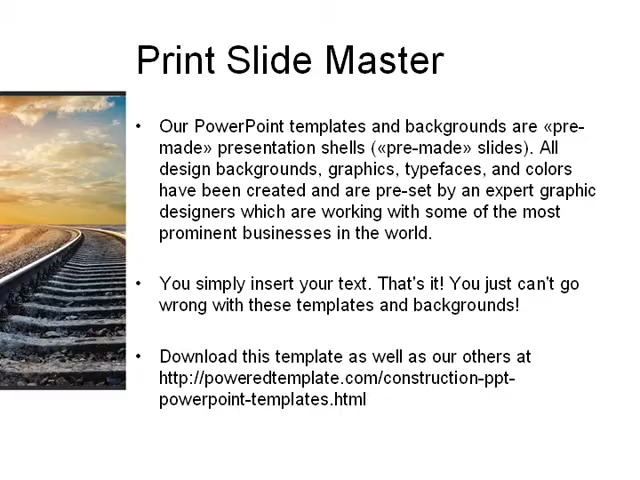 Print Slide Master
• Our PowerPoint templates and backgrounds are «pre-
made» presentation shells («pre-made» slides). All
design backgrounds, graphics, typefaces, and colors
have been created and are pre-set by an expert graphic
designers which are working with some of the most
prominent businesses in the world.
• You simply insert your text. That's it! You just can't go
wrong with these templates and backgrounds!
• Download this template as well as our others at
http://poweredtemplate.com/construction-ppt-
powerpoint-templates.html